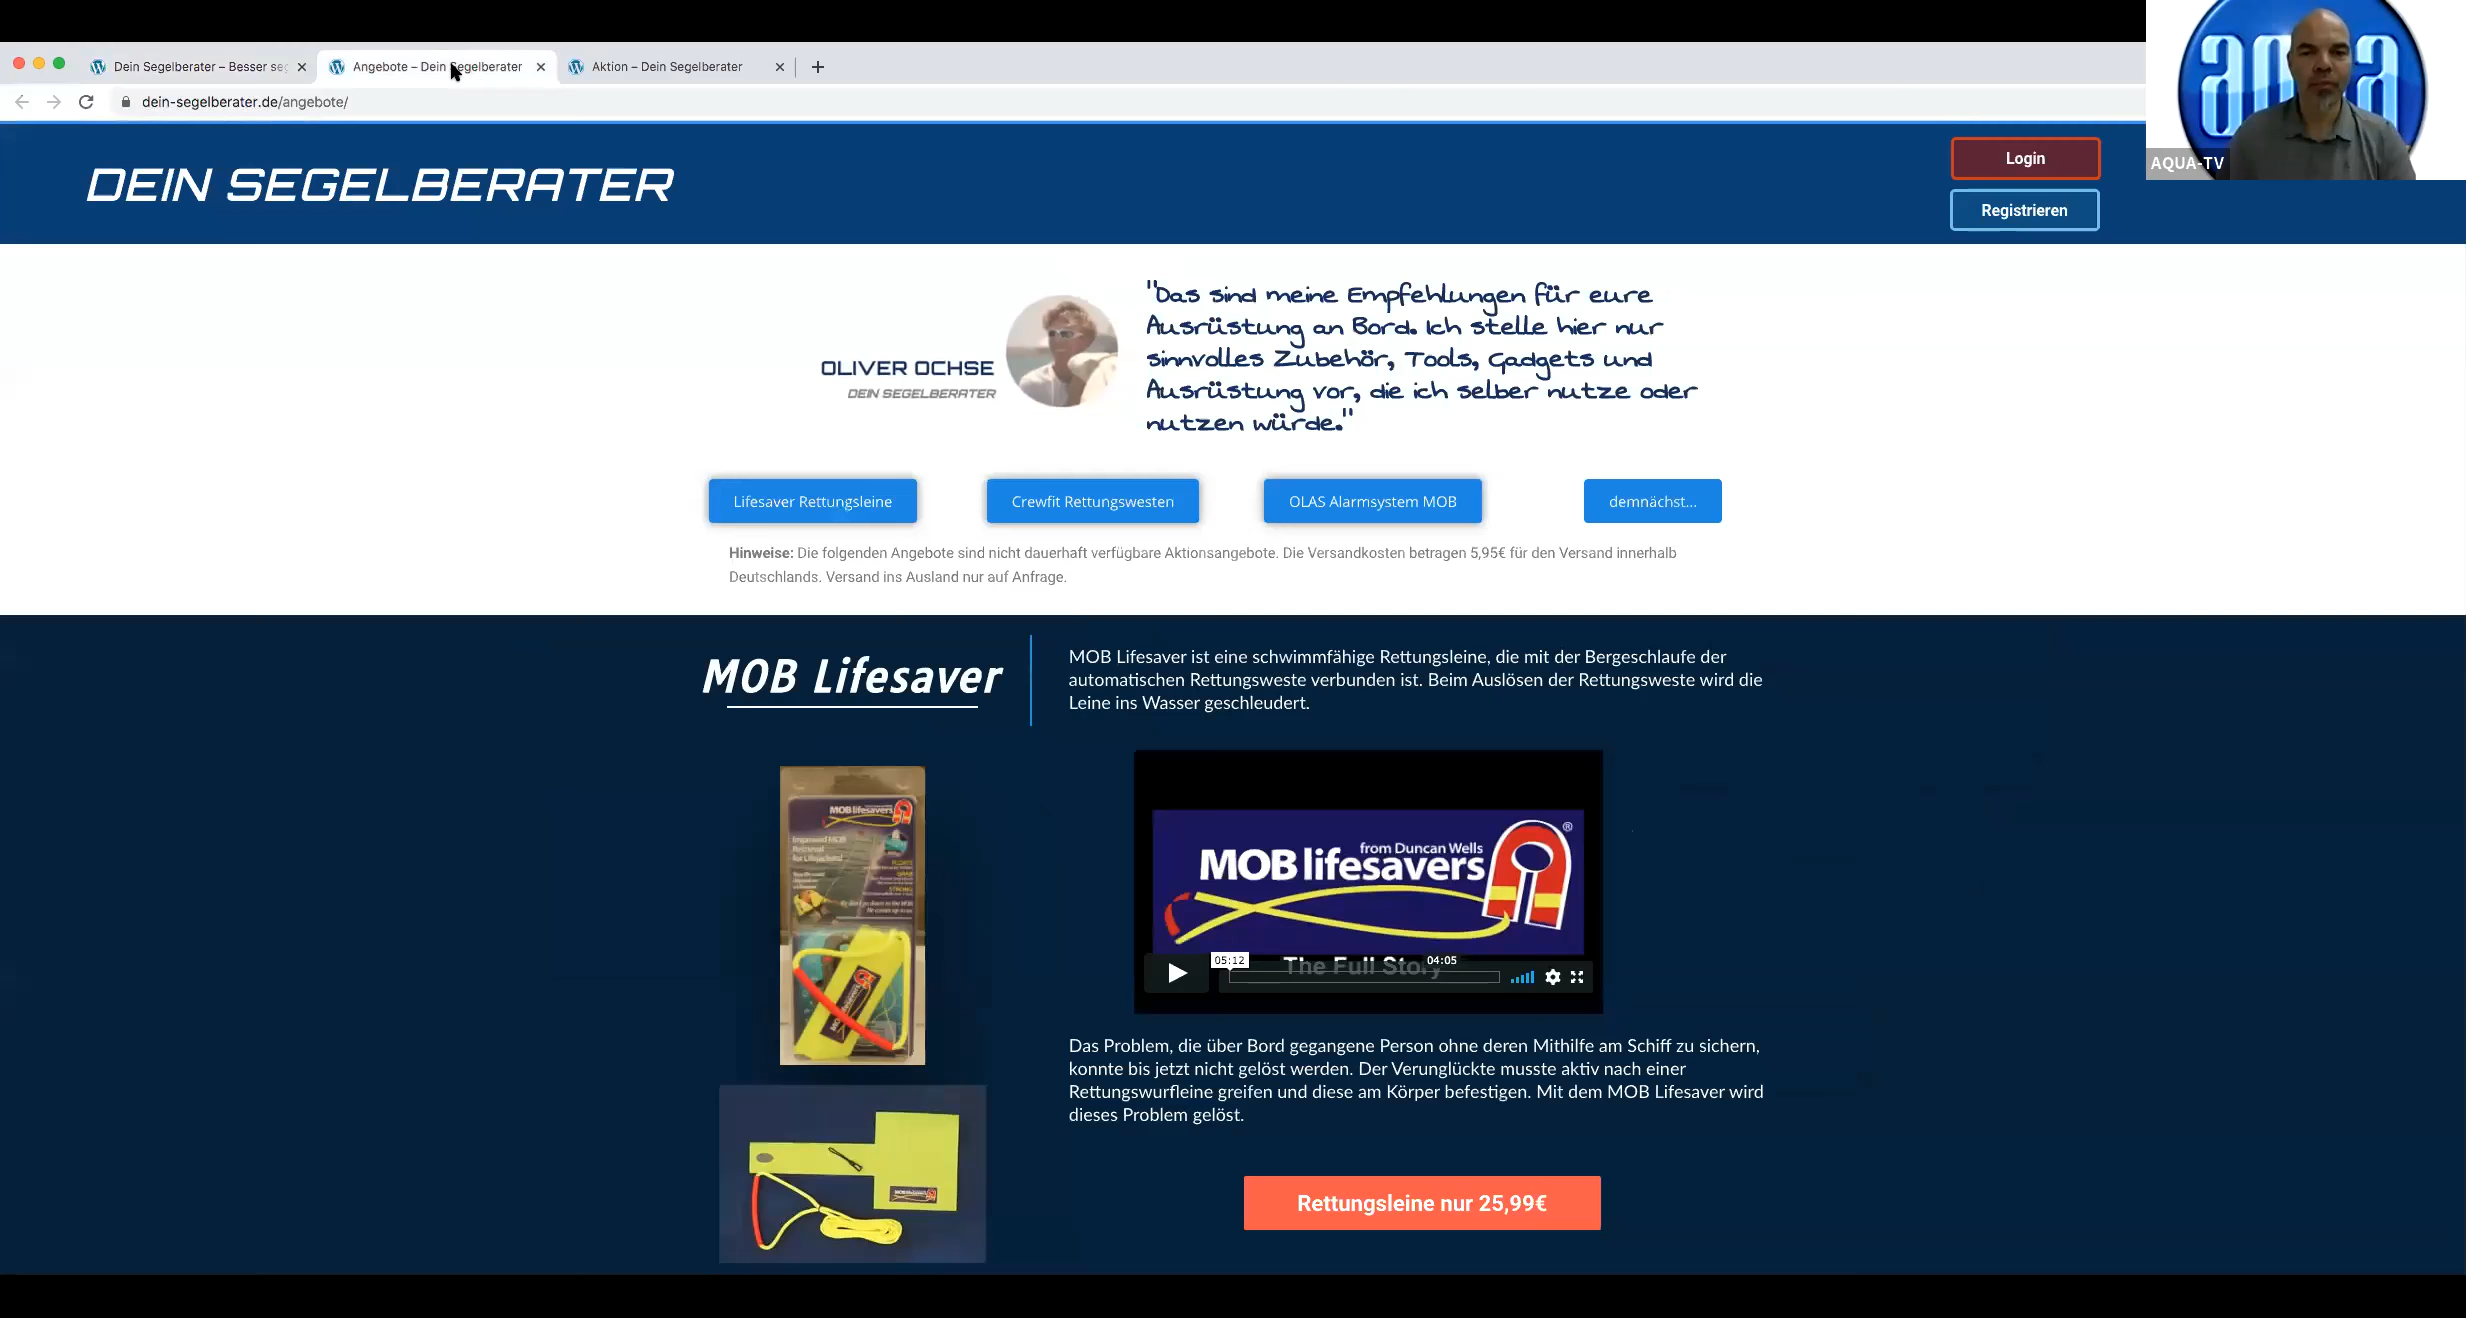 Dein Segelberater – Besser se
Angebote – Dein Segelberater
Aktion – Dein Segelberater
dein-segelberater.de/angebote/
aqua
AQUA-TV
DEIN SEGELBERATER
Login
Registrieren
OLIVER OCHSE
DEIN SEGELBERATER
"Das sind meine Empfehlungen für eure
Ausrüstung an Bord. Ich stelle hier nur
sinnvolles Zubehör, Tools, Gadgets und
Ausrüstung vor, die ich selber nutze oder
nutzen würde."
Lifesaver Rettungsleine
Crewfit Rettungswesten
OLAS Alarmsystem MOB
demnächst...
Hinweise: Die folgenden Angebote sind nicht dauerhaft verfügbare Aktionsangebote. Die Versandkosten betragen 5,95€ für den Versand innerhalb
Deutschlands. Versand ins Ausland nur auf Anfrage.
MOB Lifesaver
MOB Lifesaver ist eine schwimmfähige Rettungsleine, die mit der Bergeschlaufe der
automatischen Rettungsweste verbunden ist. Beim Auslösen der Rettungsweste wird die
Leine ins Wasser geschleudert.
MOBlifesavers
from Duncan Wells
MOB lifesavers
®
The Full Story
05:12
04:05
Das Problem, die über Bord gegangene Person ohne deren Mithilfe am Schiff zu sichern,
konnte bis jetzt nicht gelöst werden. Der Verunglückte musste aktiv nach einer
Rettungswurfleine greifen und diese am Körper befestigen. Mit dem MOB Lifesaver wird
dieses Problem gelöst.
Rettungsleine nur 25,99€